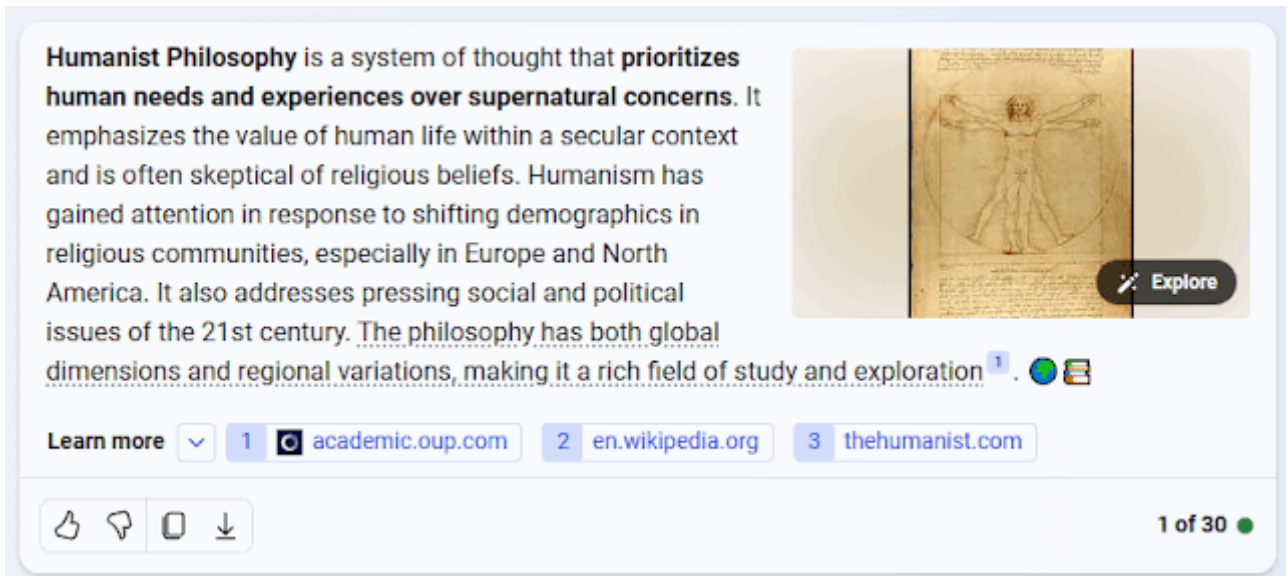 Humanist Philosophy is a system of thought that prioritizes
human needs and experiences over supernatural concerns. It
emphasizes the value of human life within a secular context
and is often skeptical of religious beliefs. Humanism has
gained attention in response to shifting demographics in
religious communities, especially in Europe and North
America. It also addresses pressing social and political
issues of the 21st century. The philosophy has both global
dimensions and regional variations, making it a rich field of study and exploration 1 . 🌍📚
Explore
Learn more 1 academic.oup.com 2 en.wikipedia.org 3 thehumanist.com
1 of 30